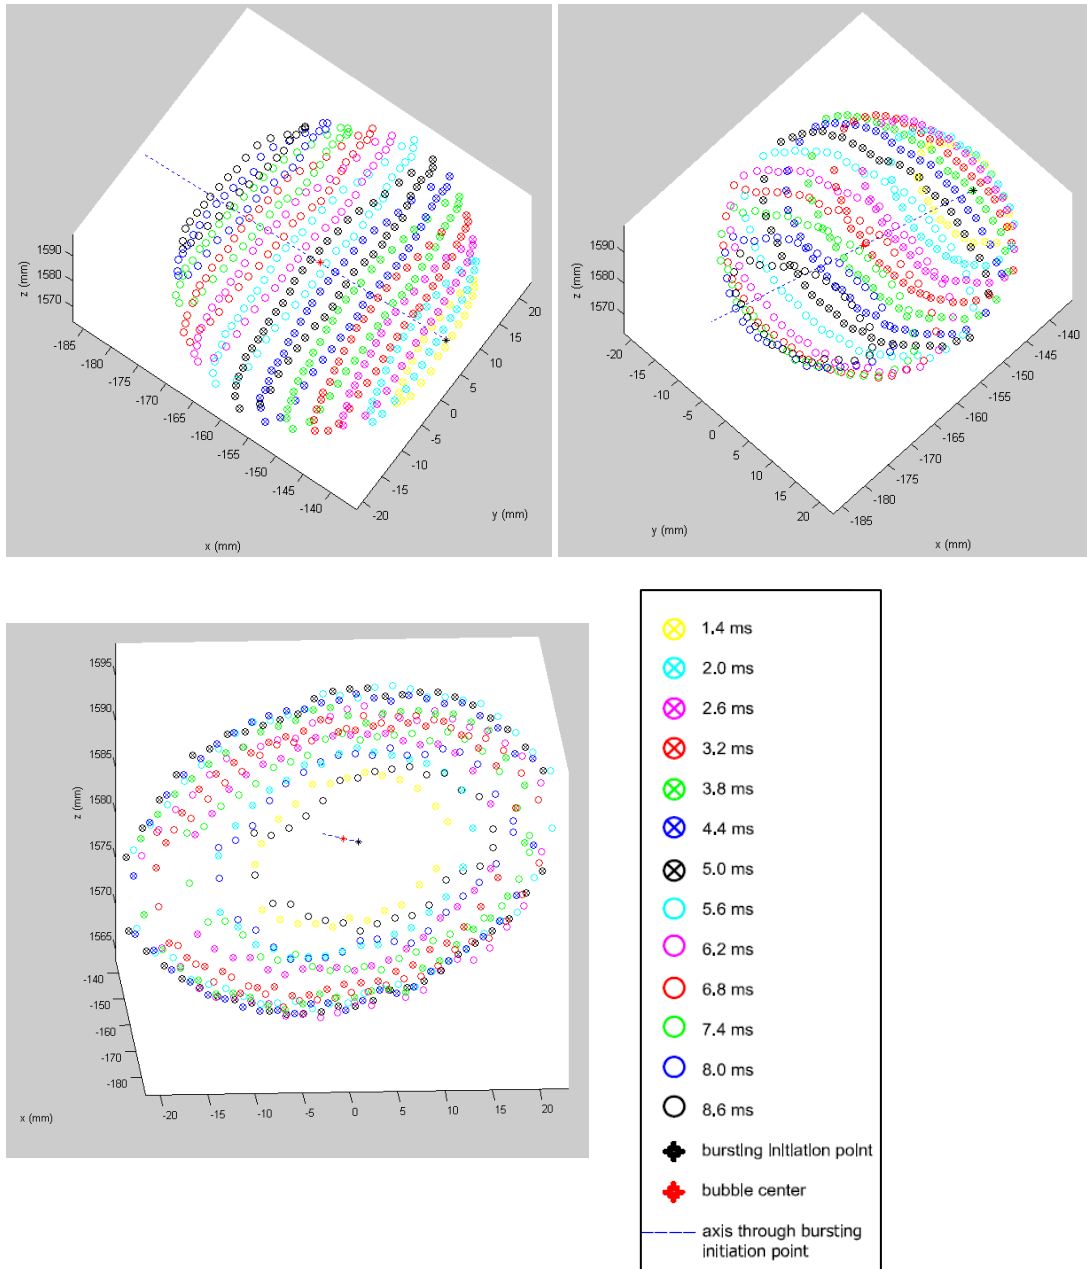 1590
1580
1570
z (mm)
-185
-180
-175
-170
-165
-160
-155
-150
-145
-140
x (mm)
20
15
10
5
0
-5
-10
-15
-20
y (mm)
1590
1580
1570
z (mm)
-20
-15
-10
-5
0
5
10
15
20
y (mm)
-140
-145
-150
-155
-160
-165
-170
-175
-180
-185
x (mm)
1595
1590
1585
1580
1575
1570
1565
z (mm)
-140
-150
-160
-170
-180
x (mm)
-20
-15
-10
-5
0
5
10
15
20
1.4 ms
2.0 ms
2.6 ms
3.2 ms
3.8 ms
4.4 ms
5.0 ms
5.6 ms
6.2 ms
6.8 ms
7.4 ms
8.0 ms
8.6 ms
bursting initiation point
bubble center
axis through bursting
initiation point